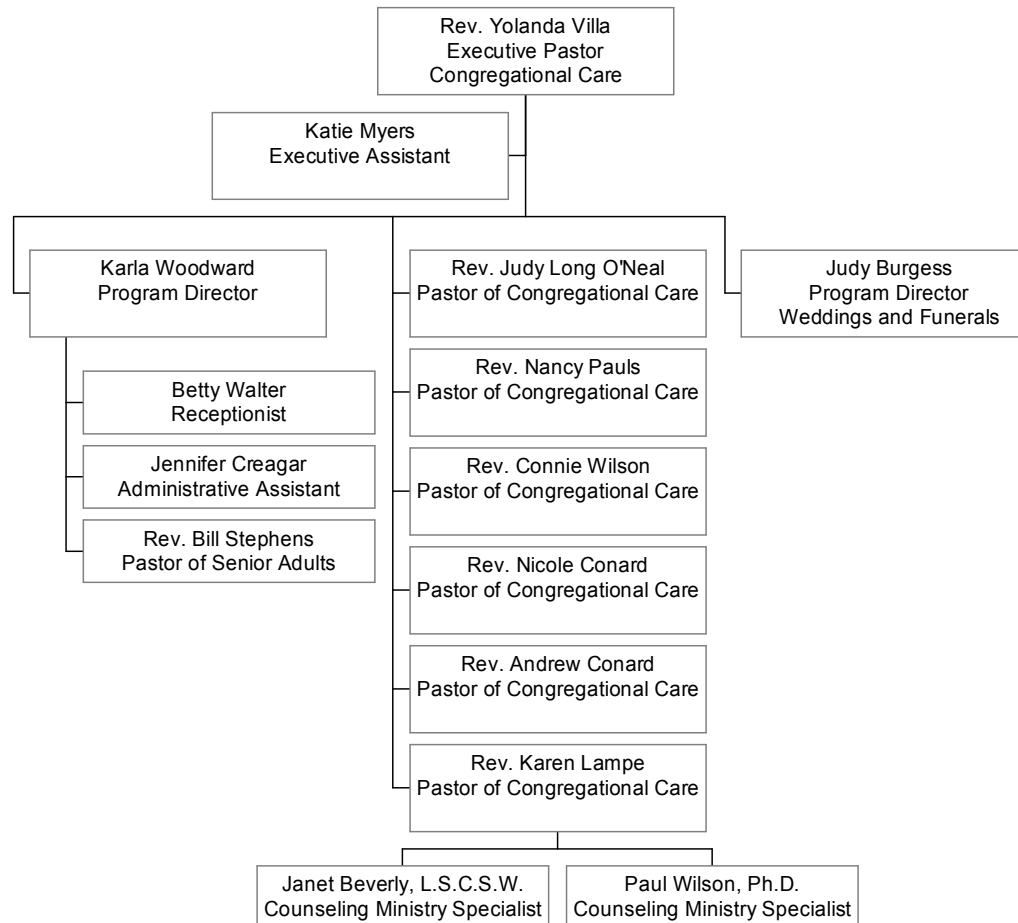 Rev. Yolanda Villa
Executive Pastor
Congregational Care
Katie Myers
Executive Assistant
Karla Woodward
Program Director
Betty Walter
Receptionist
Jennifer Creagar
Administrative Assistant
Rev. Bill Stephens
Pastor of Senior Adults
Rev. Judy Long O'Neal
Pastor of Congregational Care
Rev. Nancy Pauls
Pastor of Congregational Care
Rev. Connie Wilson
Pastor of Congregational Care
Rev. Nicole Conard
Pastor of Congregational Care
Rev. Andrew Conard
Pastor of Congregational Care
Rev. Karen Lampe
Pastor of Congregational Care
Janet Beverly, L.S.C.S.W.
Counseling Ministry Specialist
Paul Wilson, Ph.D.
Counseling Ministry Specialist
Judy Burgess
Program Director
Weddings and Funerals